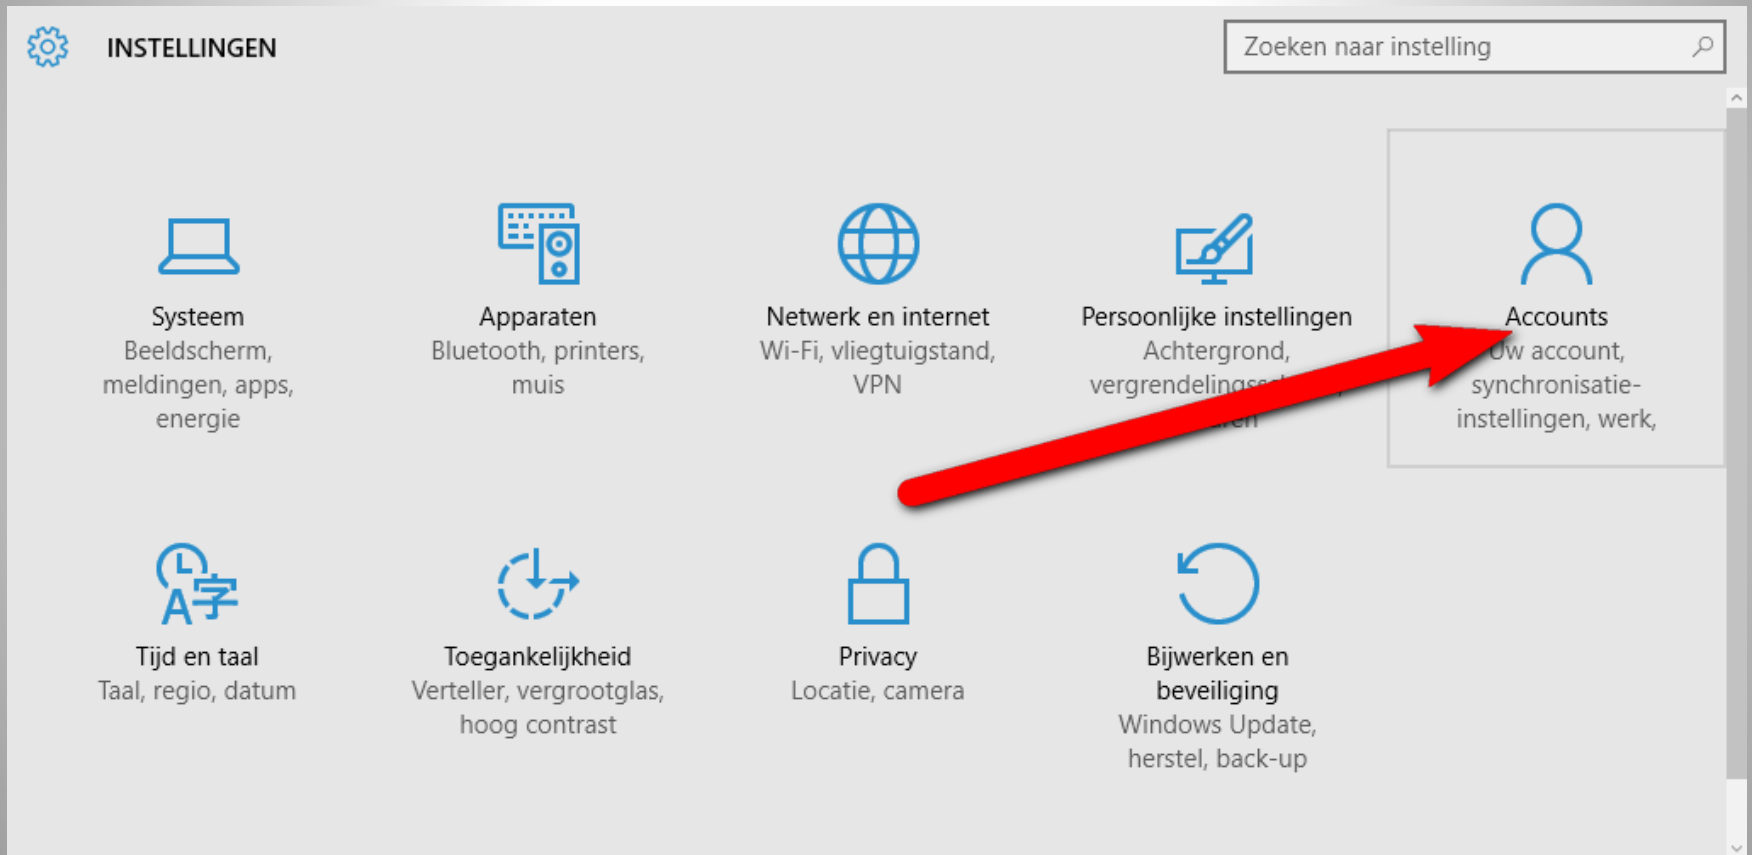 INSTELLINGEN
Zoeken naar instelling
Systeem
Beeldscherm,
meldingen, apps,
energie
Apparaten
Bluetooth, printers,
muis
Netwerk en internet
Wi-Fi, vliegtuigstand,
VPN
Persoonlijke instellingen
Achtergrond,
Accounts
Uw account,
synchronisatie-
instellingen, werk,
Tijd en taal
Taal, regio, datum
Toegankelijkheid
Verteller, vergrootglas,
hoog contrast
Privacy
Locatie, camera
Bijwerken en
beveiliging
Windows Update,
herstel, back-up